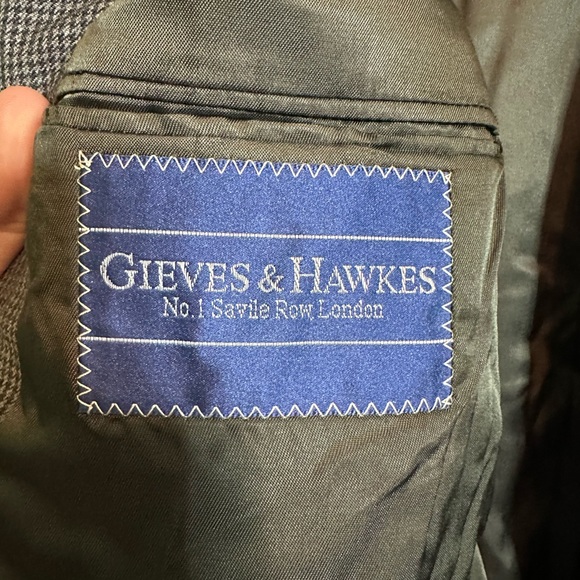 GIEVES & HAWKES
No. 1 Savile Row, London